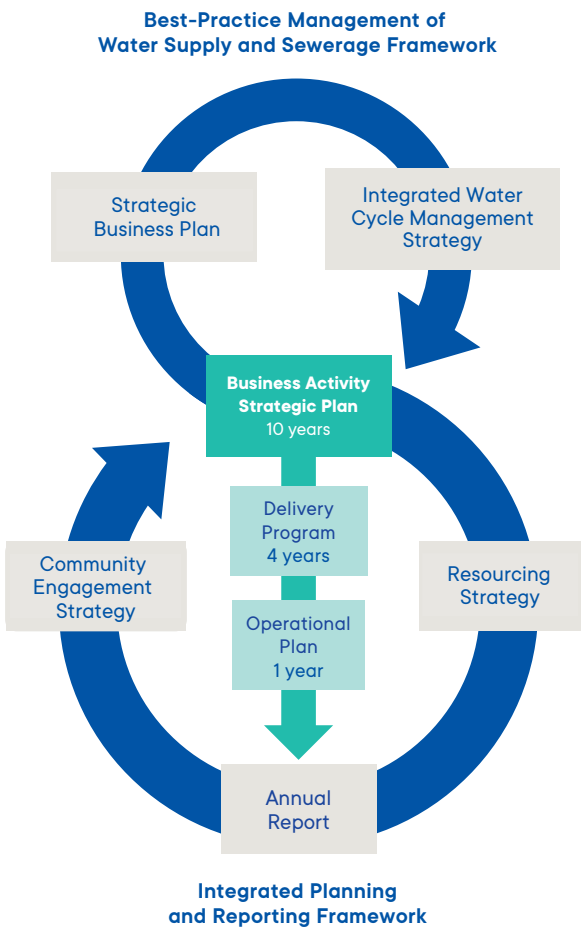 Best-Practice Management of
Water Supply and Sewerage Framework
Strategic
Business Plan
Integrated Water
Cycle Management
Strategy
Business Activity
Strategic Plan
10 years
Delivery
Program
4 years
Community
Engagement
Strategy
Resourcing
Strategy
Operational
Plan
1 year
Annual
Report
Integrated Planning
and Reporting Framework